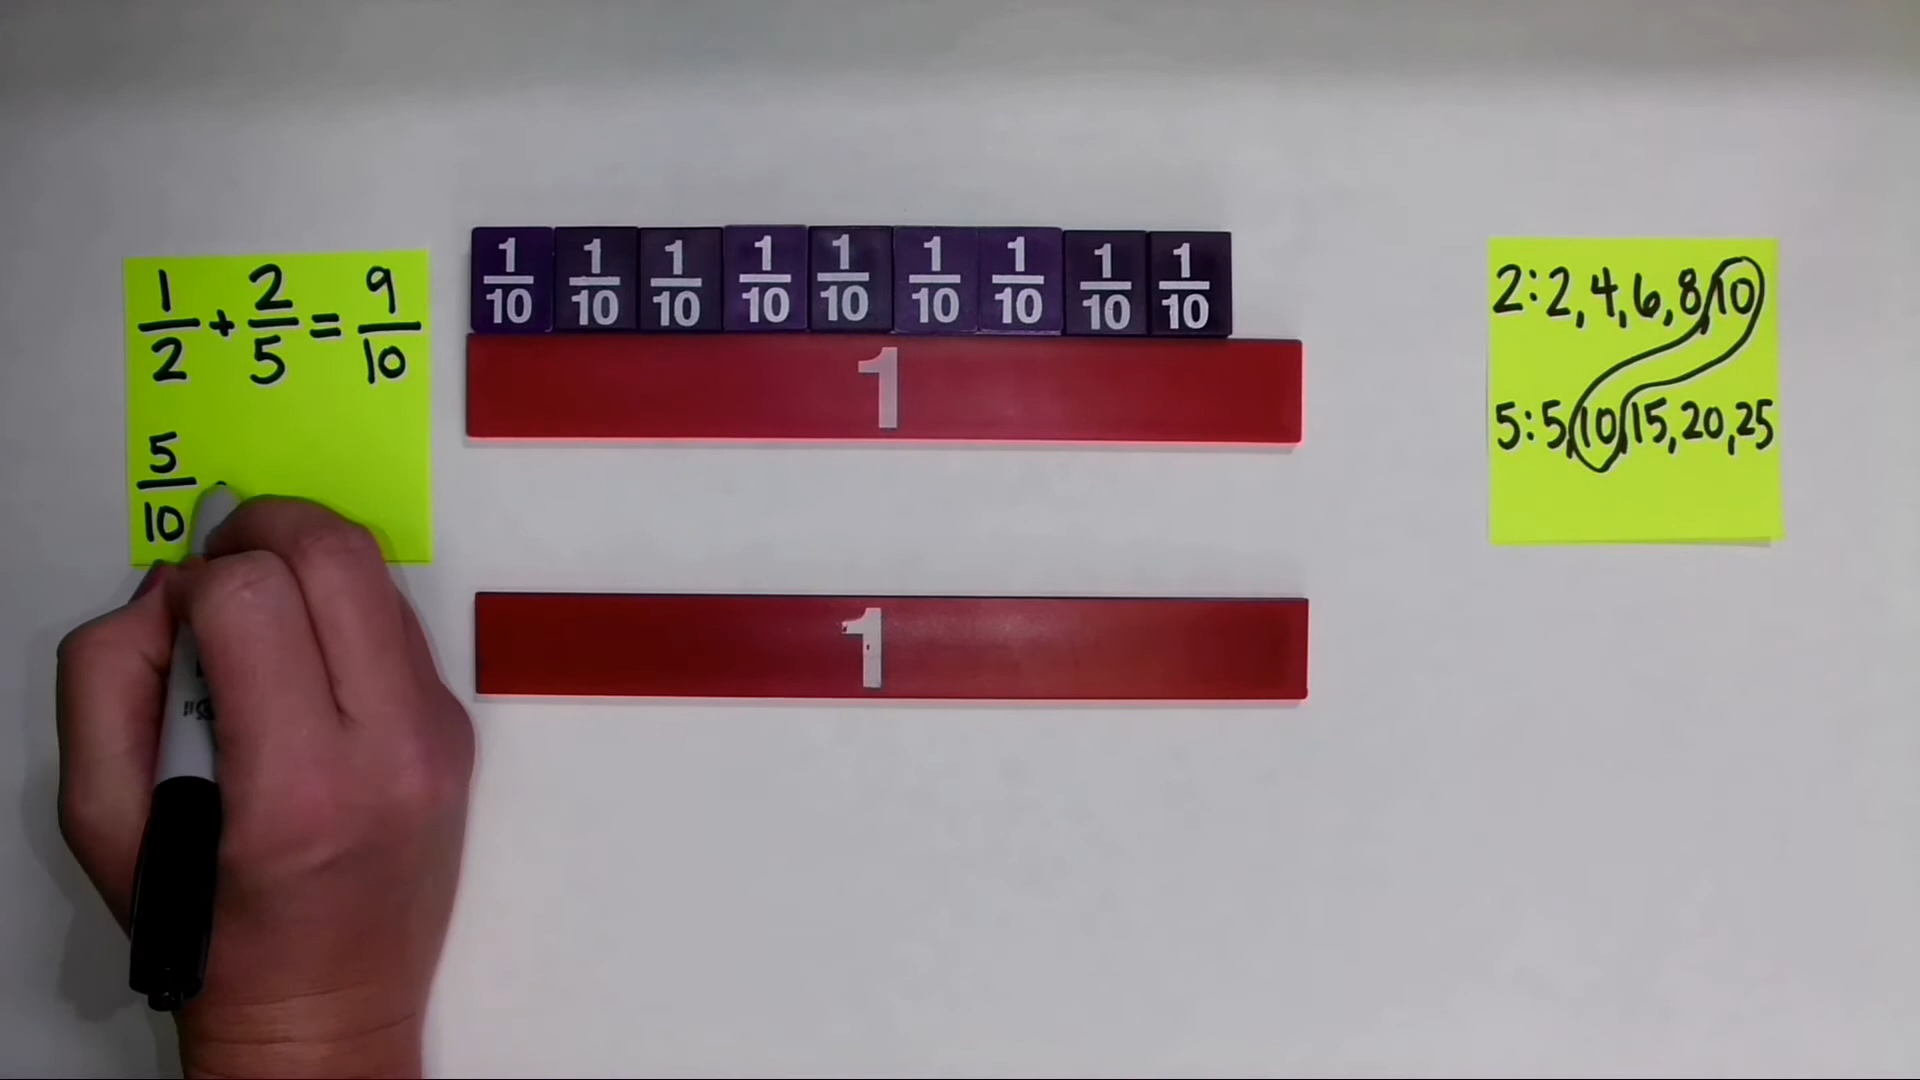 1/2 + 2/5 = 9/10
5/10
1/10 1/10 1/10 1/10 1/10 1/10 1/10 1/10 1/10
1
1
2: 2, 4, 6, 8, 10
5: 5, 10, 15, 20, 25